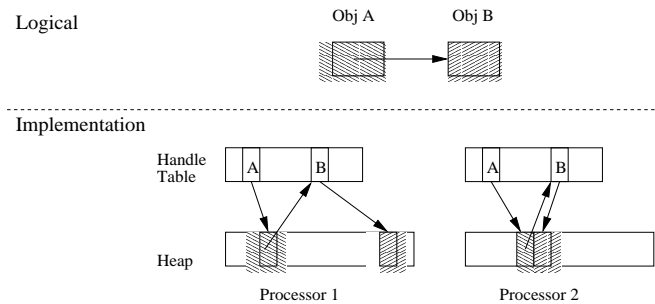 Obj A
Obj B
Logical
Implementation
Handle
Table
A
B
A
B
Heap
Processor 1
Processor 2